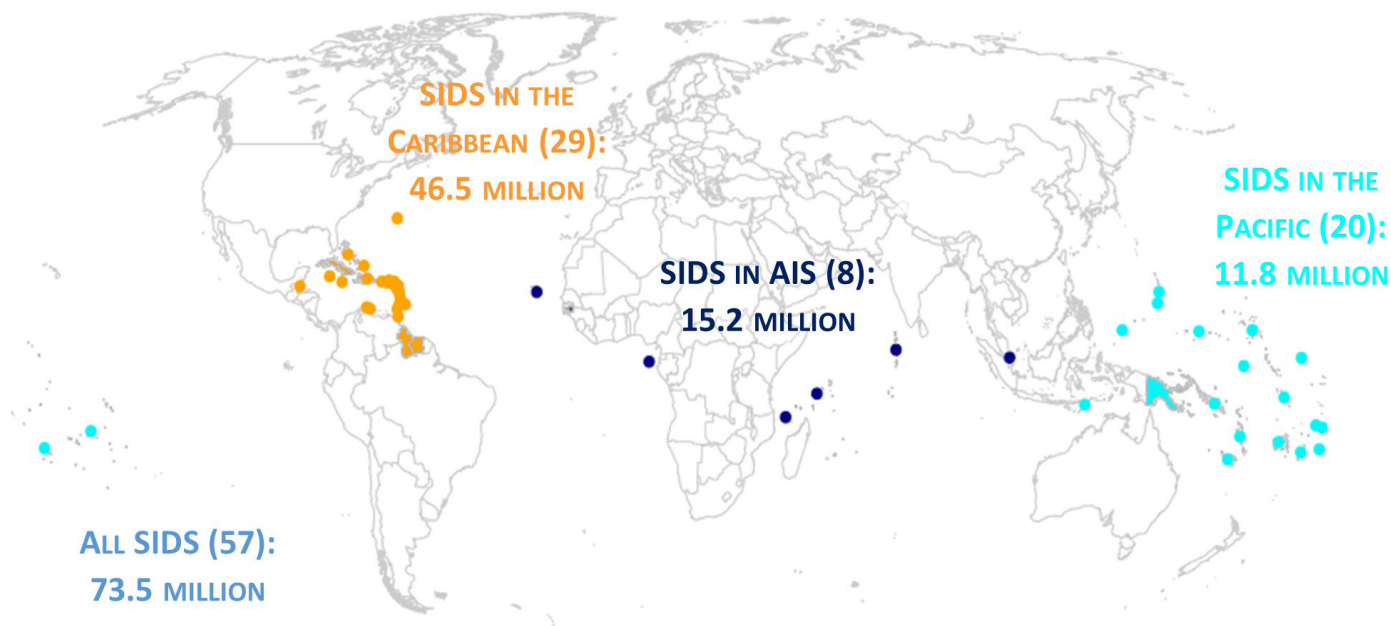 SIDS IN THE
CARIBBEAN (29):
46.5 MILLION
SIDS IN THE
PACIFIC (20):
11.8 MILLION
SIDS IN AIS (8):
15.2 MILLION
ALL SIDS (57):
73.5 MILLION